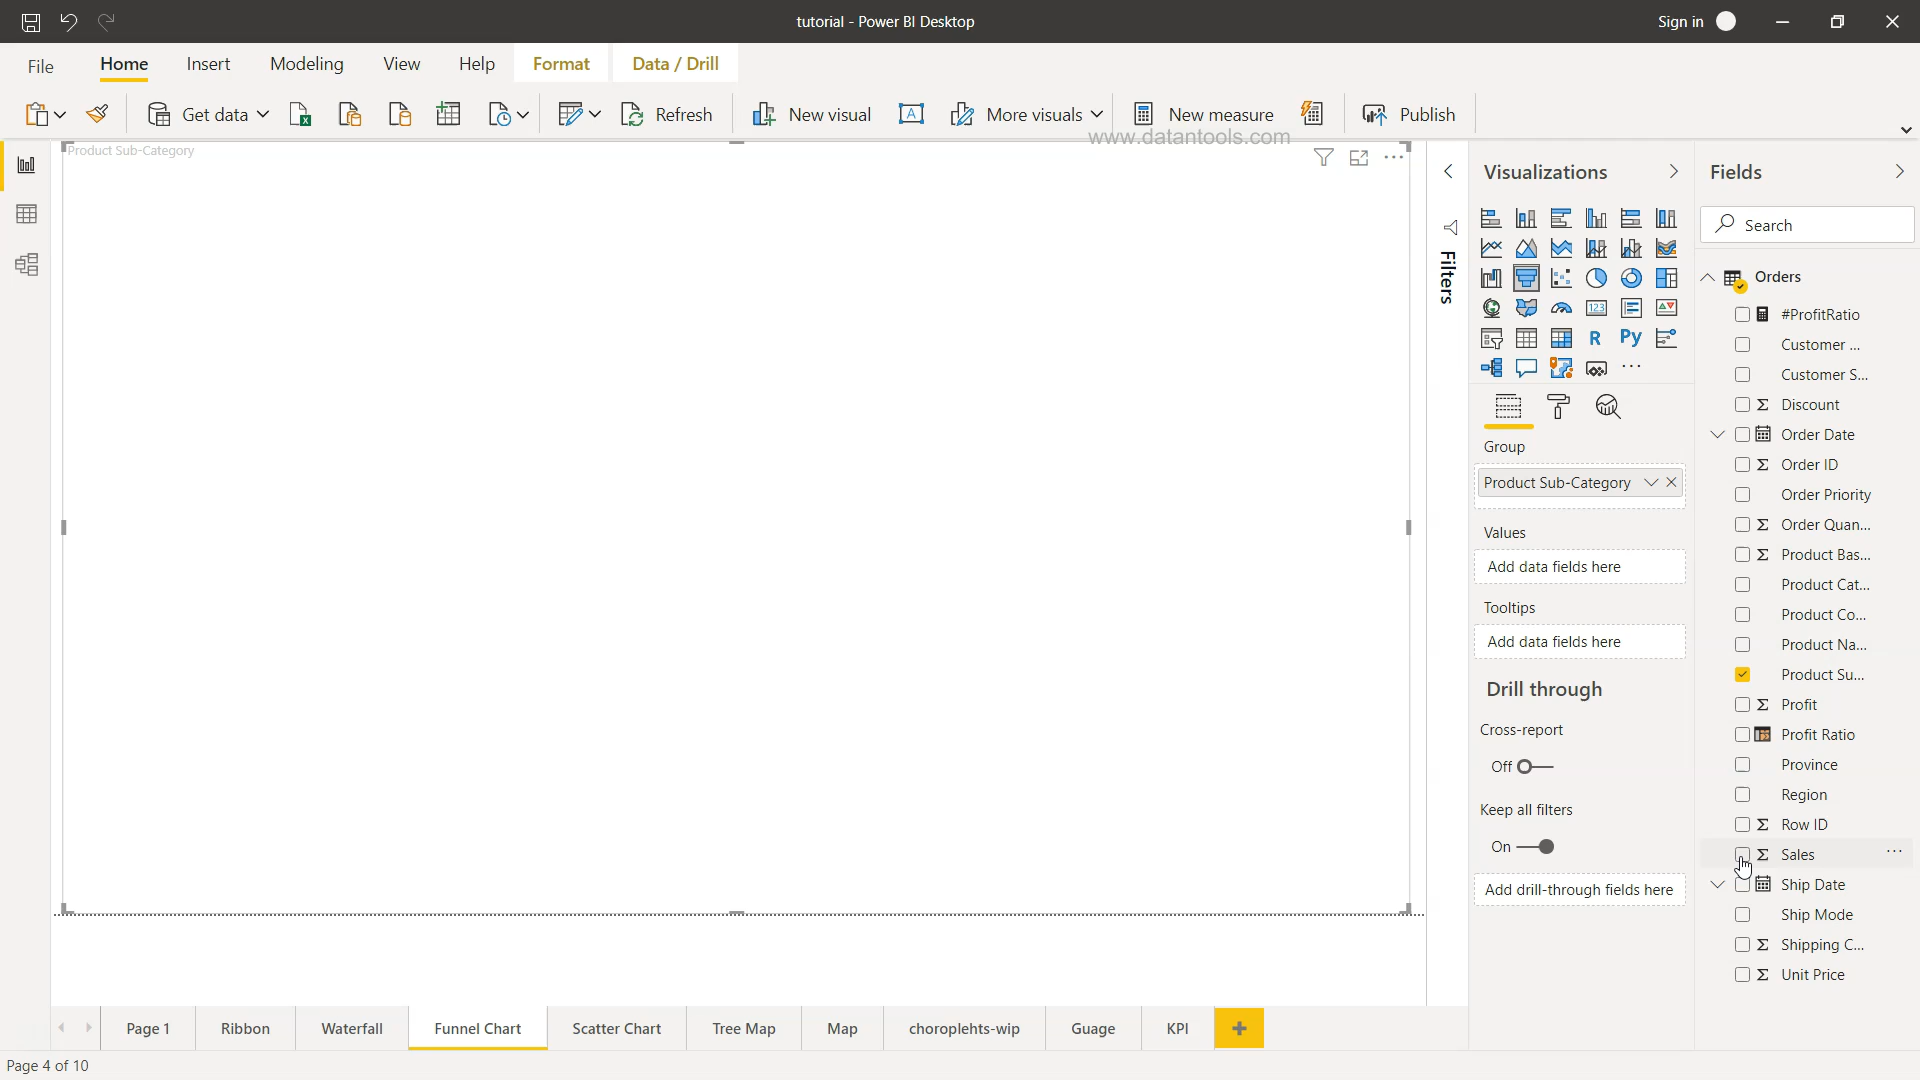 tutorial - Power BI Desktop
Sign in
File Home Insert Modeling View Help Format Data / Drill
Get data Refresh New visual More visuals New measure Publish
www.datantools.com
Product Sub-Category
Filters
Visualizations
R Py
123
Group
Product Sub-Category
Values
Add data fields here
Tooltips
Add data fields here
Drill through
Cross-report
Off
Keep all filters
On
Add drill-through fields here
Fields
Search
Orders
#ProfitRatio
Customer ...
Customer S...
Σ Discount
Order Date
Σ Order ID
Order Priority
Σ Order Quan...
Σ Product Bas...
Product Cat...
Product Co...
Product Na...
Product Su...
Σ Profit
Profit Ratio
Province
Region
Σ Row ID
Σ Sales
Ship Date
Ship Mode
Σ Shipping C...
Σ Unit Price
Page 1 Ribbon Waterfall Funnel Chart Scatter Chart Tree Map Map choroplehts-wip Guage KPI +
Page 4 of 10